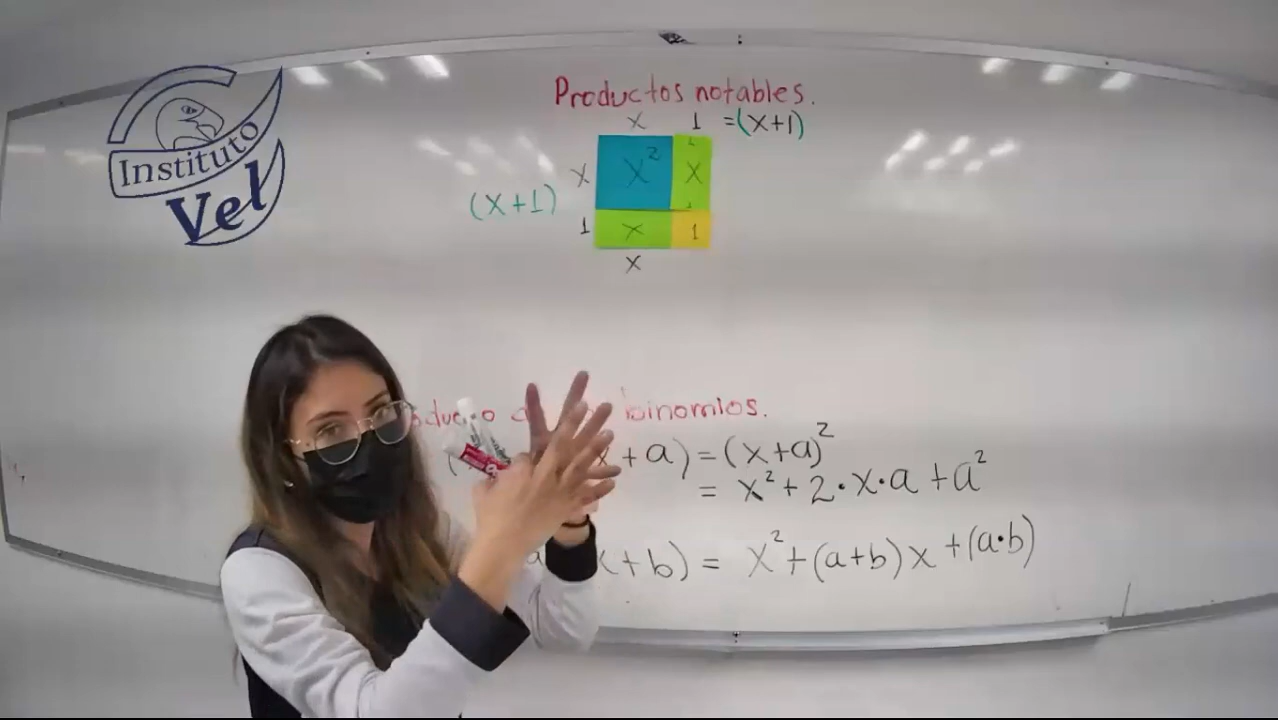 Instituto
Vel
Productos notables.
x 1 =(x+1)
x x² x
(x+1)
1 x 1
x
binomios.
x+a)=(x+a)²
= x²+2·x·a+a²
x+b) = x²+(a+b)x+(a·b)